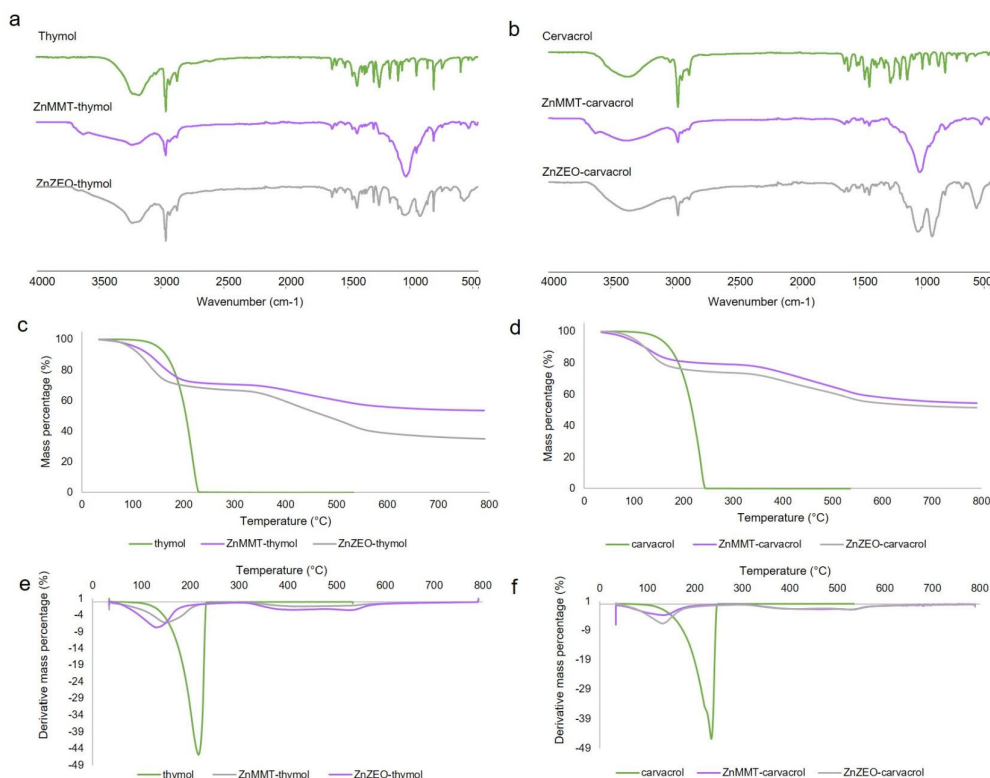 a
Thymol
ZnMMT-thymol
ZnZEO-thymol
4000 3500 3000 2500 2000 1500 1000 500
Wavenumber (cm-1)
b
Cervacrol
ZnMMT-carvacrol
ZnZEO-carvacrol
4000 3500 3000 2500 2000 1500 1000 500
Wavenumber (cm-1)
c
Mass percentage (%)
100
80
60
40
20
0
0 100 200 300 400 500 600 700 800
Temperature (°C)
thymol ZnMMT-thymol ZnZEO-thymol
d
Mass percentage (%)
100
80
60
40
20
0
0 100 200 300 400 500 600 700 800
Temperature (°C)
carvacrol ZnMMT-carvacrol ZnZEO-carvacrol
e
Temperature (°C)
0 100 200 300 400 500 600 700 800
Derivative mass percentage (%)
1
-4
-9
-14
-19
-24
-29
-34
-39
-44
-49
thymol ZnMMT-thymol ZnZEO-thymol
f
Temperature (°C)
0 100 200 300 400 500 600 700 800
Derivative mass percentage (%)
1
-9
-19
-29
-39
-49
carvacrol ZnMMT-carvacrol ZnZEO-carvacrol